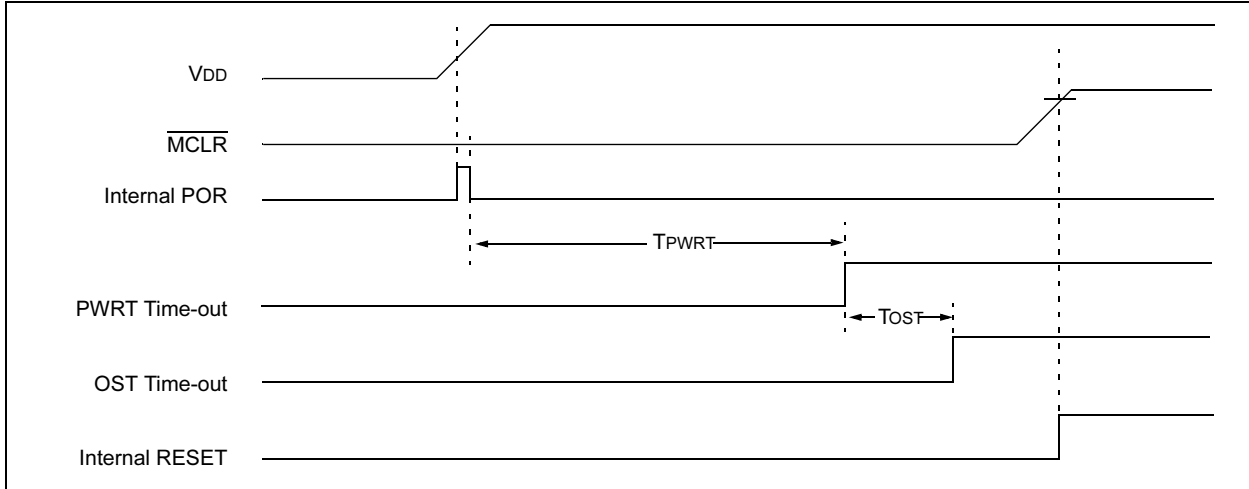 VDD
MCLR
Internal POR
TPWRT
PWRT Time-out
TOST
OST Time-out
Internal RESET